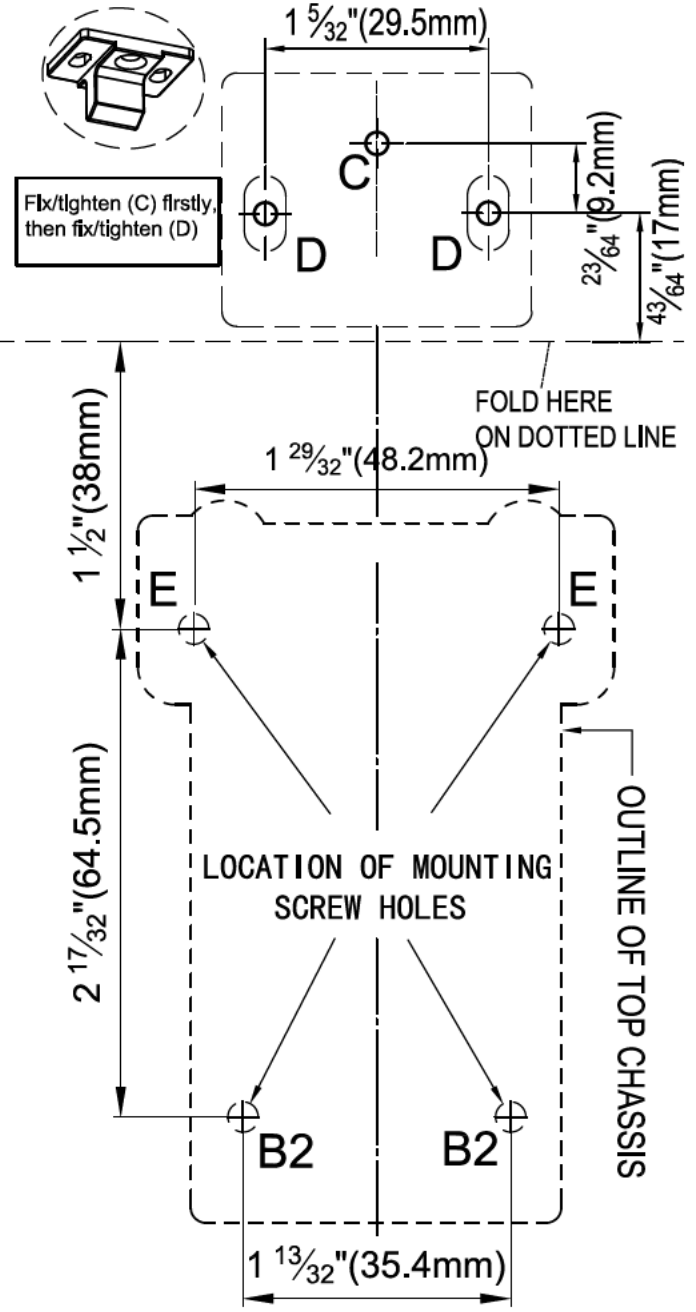 1 5⁄32"(29.5mm)
C
D
D
23⁄64"(9.2mm)
43⁄64"(17mm)
Fix/tighten (C) firstly,
then fix/tighten (D)
FOLD HERE
ON DOTTED LINE
1 1⁄2"(38mm)
1 29⁄32"(48.2mm)
E
E
2 17⁄32"(64.5mm)
LOCATION OF MOUNTING
SCREW HOLES
OUTLINE OF TOP CHASSIS
B2
B2
1 13⁄32"(35.4mm)